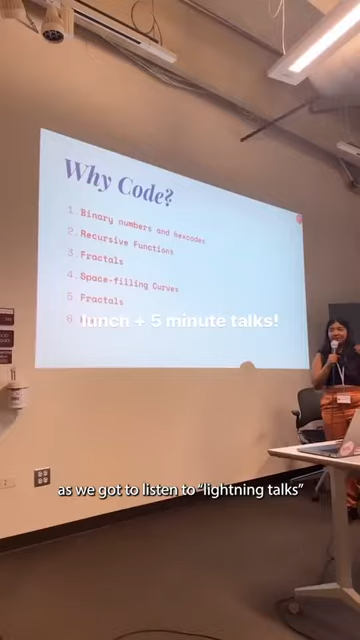 Why Code?
1. Binary numbers and hexcodes
2. Recursive Functions
3. Fractals
4. Space-filling Curves
5. Fractals
6
lunch + 5 minute talks!
as we got to listen to “lightning talks”